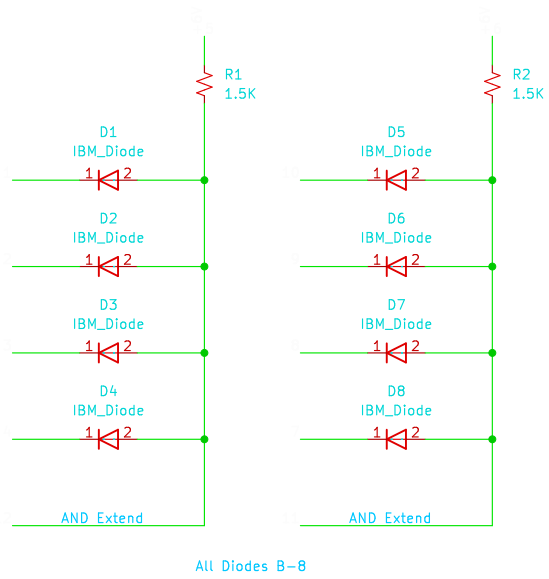 R1
1.5K
R2
1.5K
D1
IBM_Diode
1 2
D5
IBM_Diode
1 2
D2
IBM_Diode
1 2
D6
IBM_Diode
1 2
D3
IBM_Diode
1 2
D7
IBM_Diode
1 2
D4
IBM_Diode
1 2
D8
IBM_Diode
1 2
AND Extend
AND Extend
All Diodes B-8